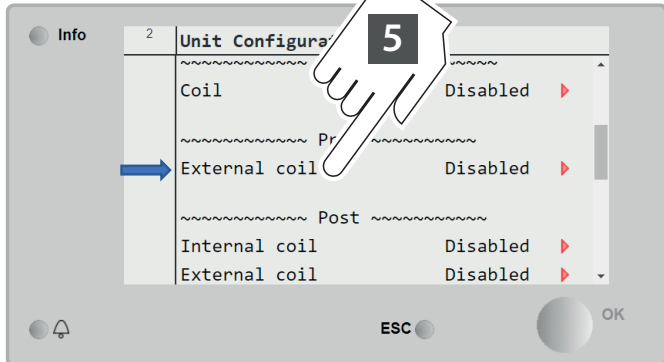 Info
2
Unit Configura
5
~~~~~~~~~~~~ ~~~~~
Coil Disabled
~~~~~~~~~~~~ Pr ~~~~~~~~~~~
External coil Disabled
~~~~~~~~~~~~ Post ~~~~~~~~~~~
Internal coil Disabled
External coil Disabled
ESC
OK